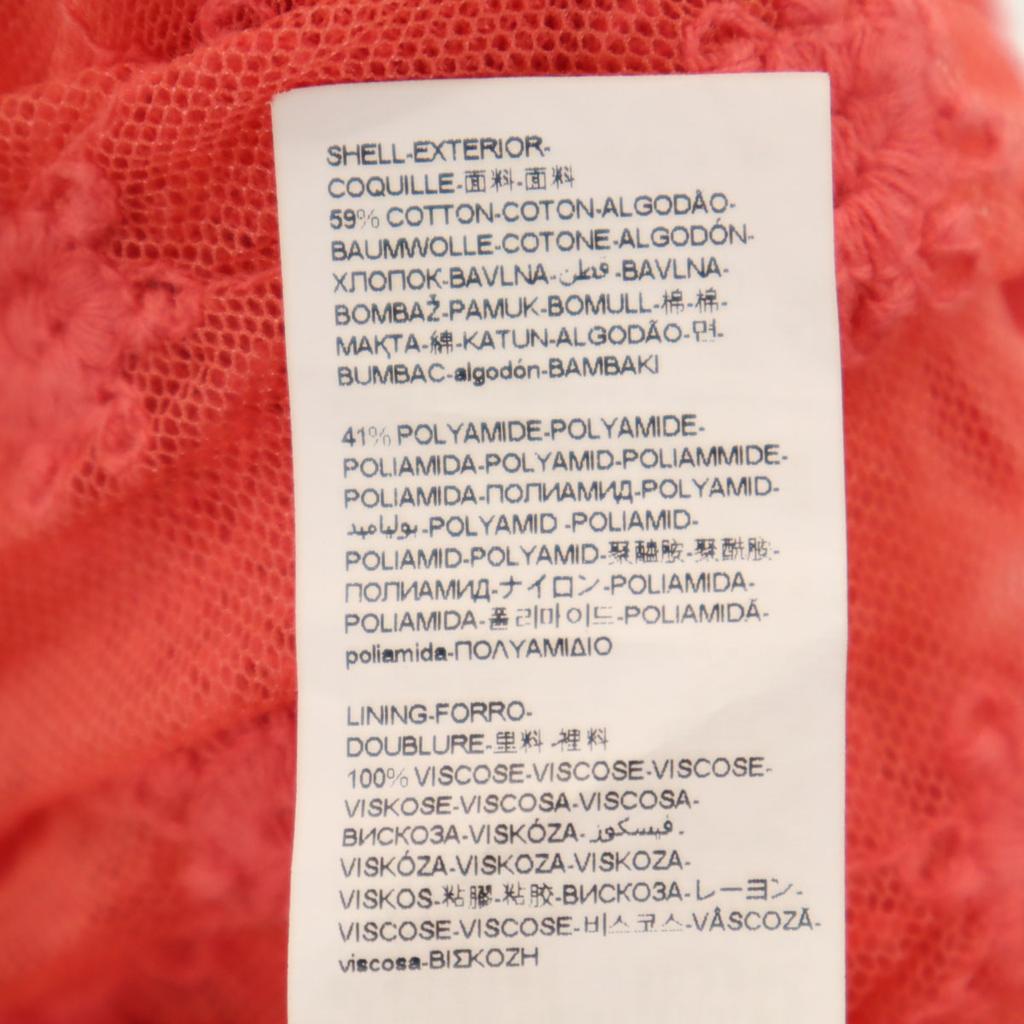 SHELL-EXTERIOR-
COQUILLE-面料-面料
59% COTTON-COTON-ALGODÂO-
BAUMWOLLE-COTONE-ALGODÓN-
ХЛОПОК-BAVLNA-قطن-BAVLNA-
BOMBAŽ-PAMUK-BOMULL-棉-棉-
МАҚТА-綿-KATUN-ALGODÃO-면-
BUMBAC-algodón-BAMBAKI
41% POLYAMIDE-POLYAMIDE-
POLIAMIDA-POLYAMID-POLIAMMIDE-
POLIAMIDA-ПОЛИАМИД-POLYAMID-
بولياميد-POLYAMID -POLIAMID-
POLIAMID-POLYAMID-聚醯胺-聚酰胺-
ПОЛИАМИД-ナイロン-POLIAMIDA-
POLIAMIDA-폴리마이드-POLIAMIDĂ-
poliamida-ΠΟΛΥΑΜΙΔΙΟ
LINING-FORRO-
DOUBLURE-里料-裡料
100% VISCOSE-VISCOSE-VISCOSE-
VISKOSE-VISCOSA-VISCOSA-
ВИСКОЗА-VISKÓZA-فيسكوز-
VISKÓZA-VISKOZA-VISKOZA-
VISKOS-粘膠-粘胶-ВИСКОЗА-レーヨン-
VISCOSE-VISCOSE-비스코스-VÂSCOZĂ-
viscosa-ΒΙΣΚΟΖΗ